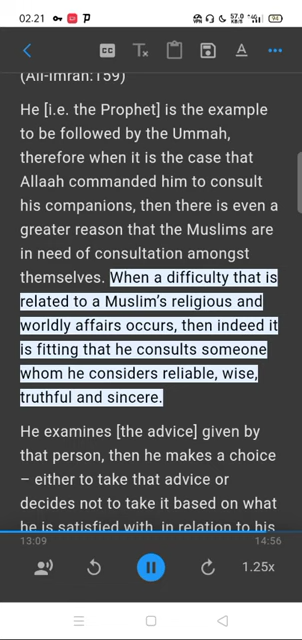 02.21
57.0
KB/S
94
CC
(Ali-Imran:159)
He [i.e. the Prophet] is the example
to be followed by the Ummah,
therefore when it is the case that
Allaah commanded him to consult
his companions, then there is even a
greater reason that the Muslims are
in need of consultation amongst
themselves. When a difficulty that is
related to a Muslim’s religious and
worldly affairs occurs, then indeed it
is fitting that he consults someone
whom he considers reliable, wise,
truthful and sincere.
He examines [the advice] given by
that person, then he makes a choice
– either to take that advice or
decides not to take it based on what
he is satisfied with, in relation to his
13:09
14:56
1.25x